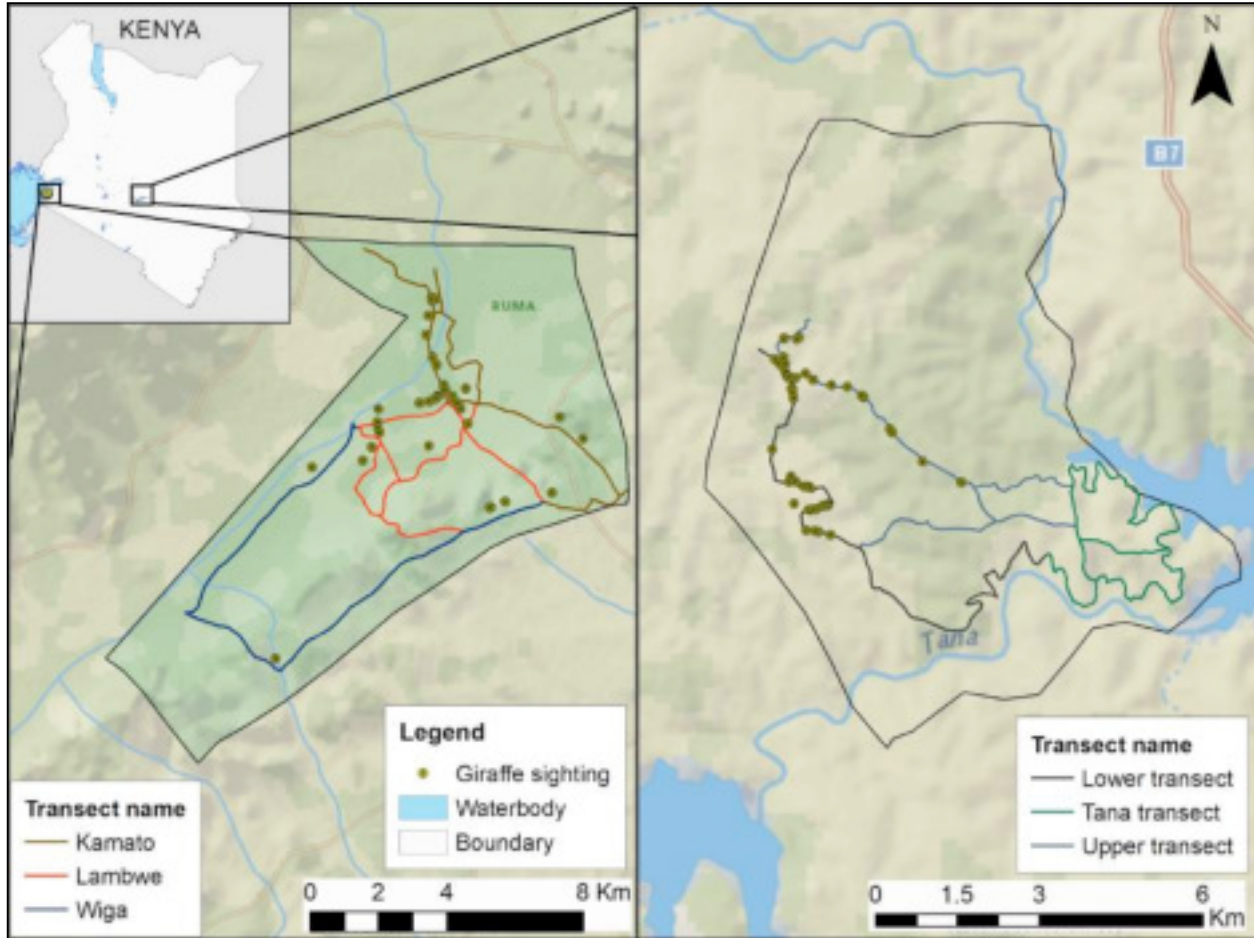 KENYA
N
B7
RUMA
Tana
Legend
Giraffe sighting
Waterbody
Boundary
Transect name
Kamato
Lambwe
Wiga
0 2 4 8 Km
Transect name
Lower transect
Tana transect
Upper transect
0 1.5 3 6
Km